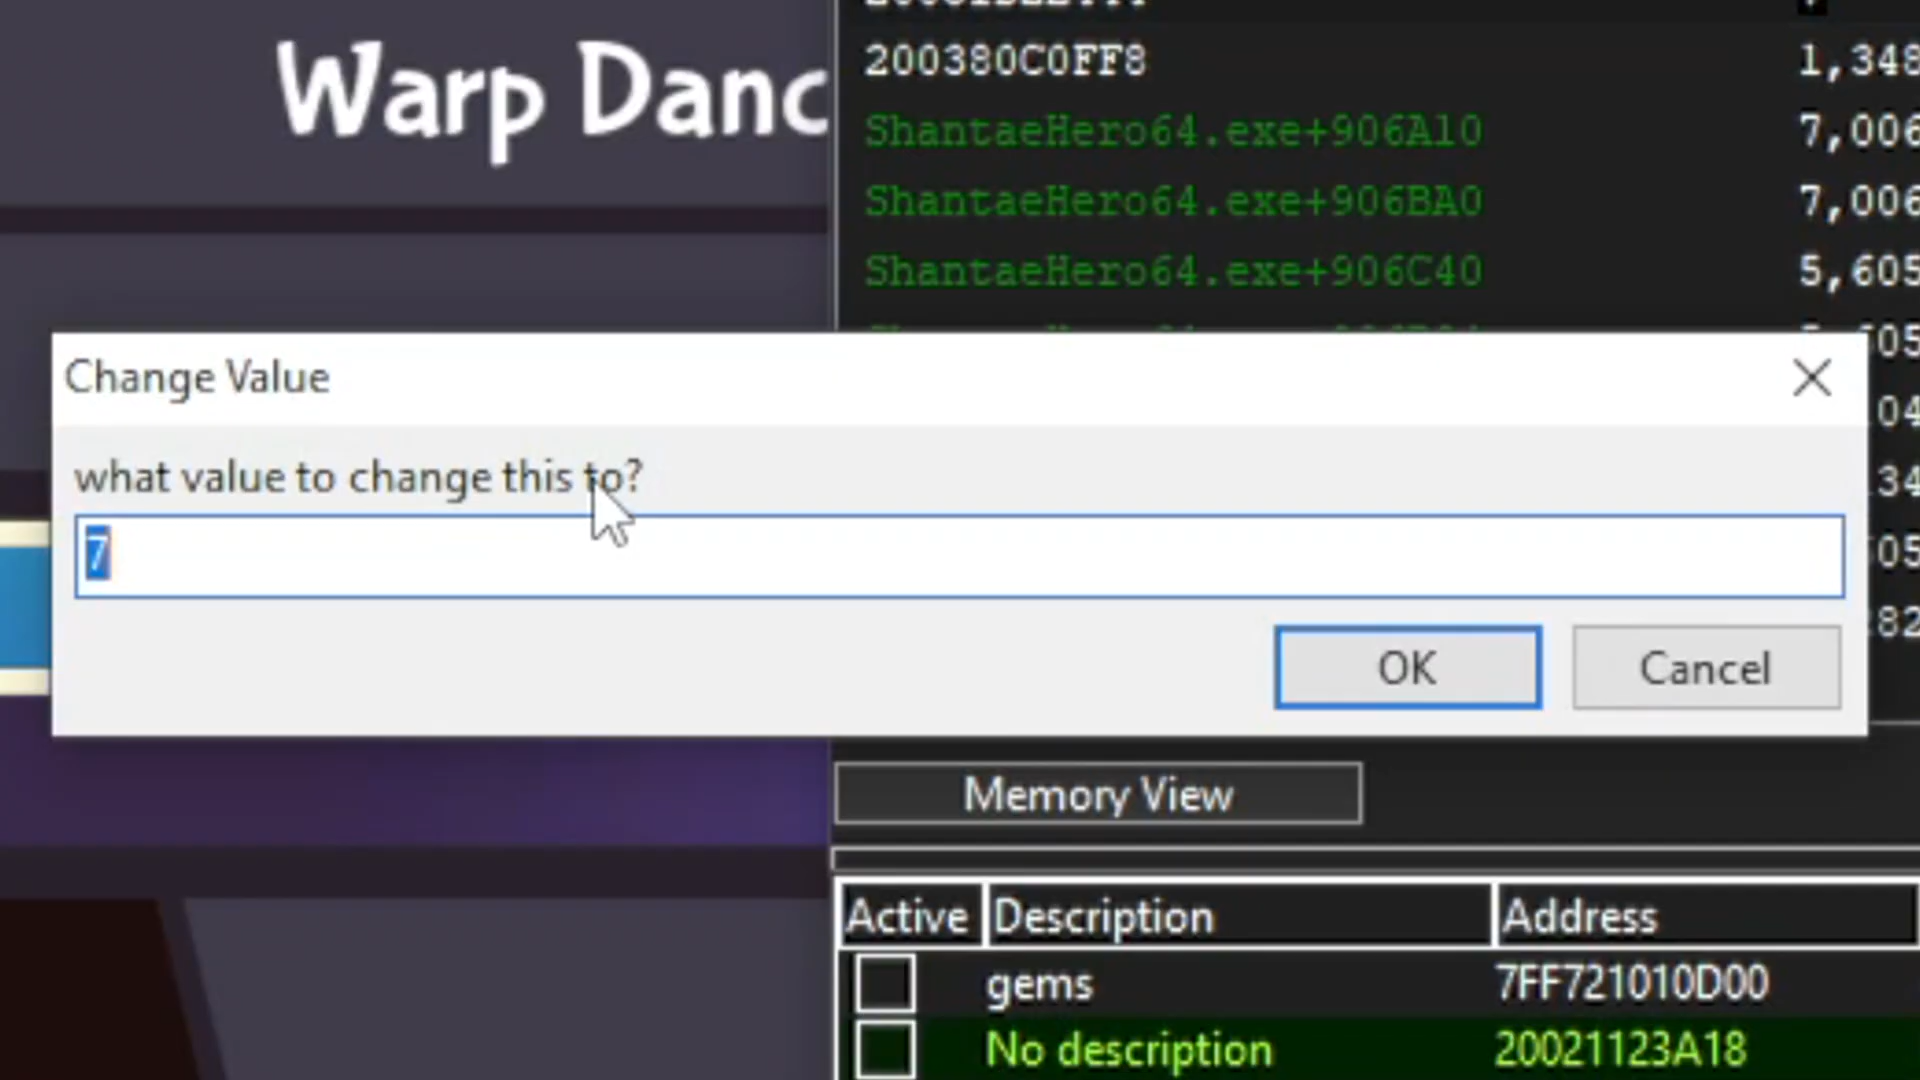 Warp Danc
200380C0FF8 1,348
ShantaeHero64.exe+906A10 7,006
ShantaeHero64.exe+906BA0 7,006
ShantaeHero64.exe+906C40 5,605
Change Value
what value to change this to?
7
OK Cancel
Memory View
Active Description Address
gems 7FF721010D00
No description 20021123A18